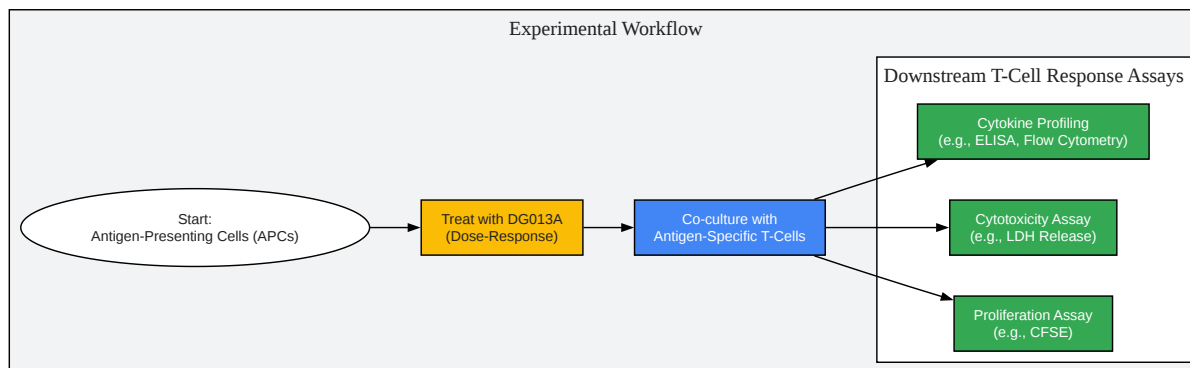 Experimental Workflow
Downstream T-Cell Response Assays
Start:
Antigen-Presenting Cells (APCs)
Treat with DG013A
(Dose-Response)
Co-culture with
Antigen-Specific T-Cells
Cytokine Profiling
(e.g., ELISA, Flow Cytometry)
Cytotoxicity Assay
(e.g., LDH Release)
Proliferation Assay
(e.g., CFSE)